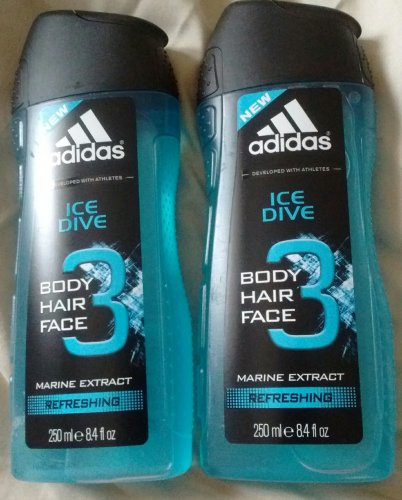 NEW
adidas®
DEVELOPED WITH ATHLETES
ICE
DIVE
3
BODY
HAIR
FACE
MARINE EXTRACT
REFRESHING
250 ml e 8.4 fl oz
NEW
adidas
DEVELOPED WITH ATHLETES
ICE
DIVE
3
BODY
HAIR
FACE
MARINE EXTRACT
REFRESHING
250 ml e 8.4 fl oz